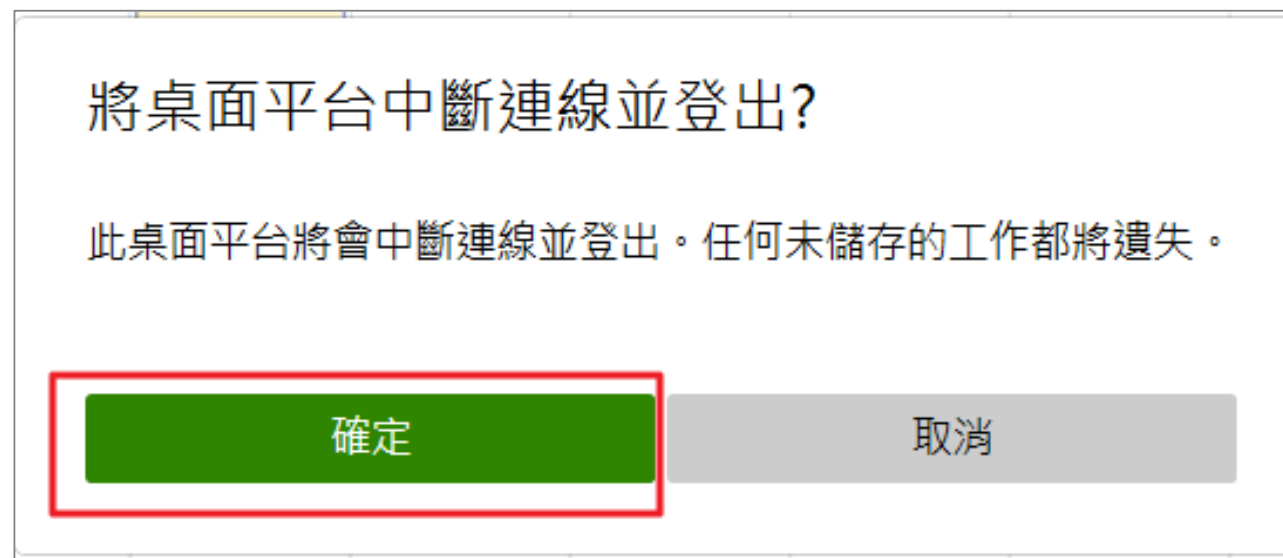 將桌面平台中斷連線並登出?
此桌面平台將會中斷連線並登出。任何未儲存的工作都將遺失。
確定
取消